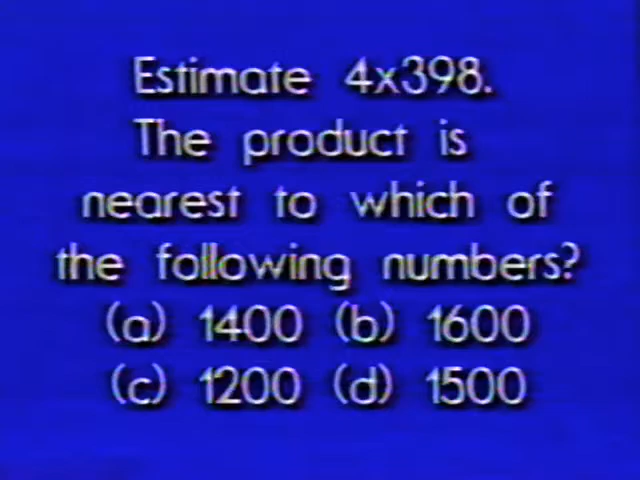 Estimate 4x398.
The product is
nearest to which of
the following numbers?
(a) 1400 (b) 1600
(c) 1200 (d) 1500